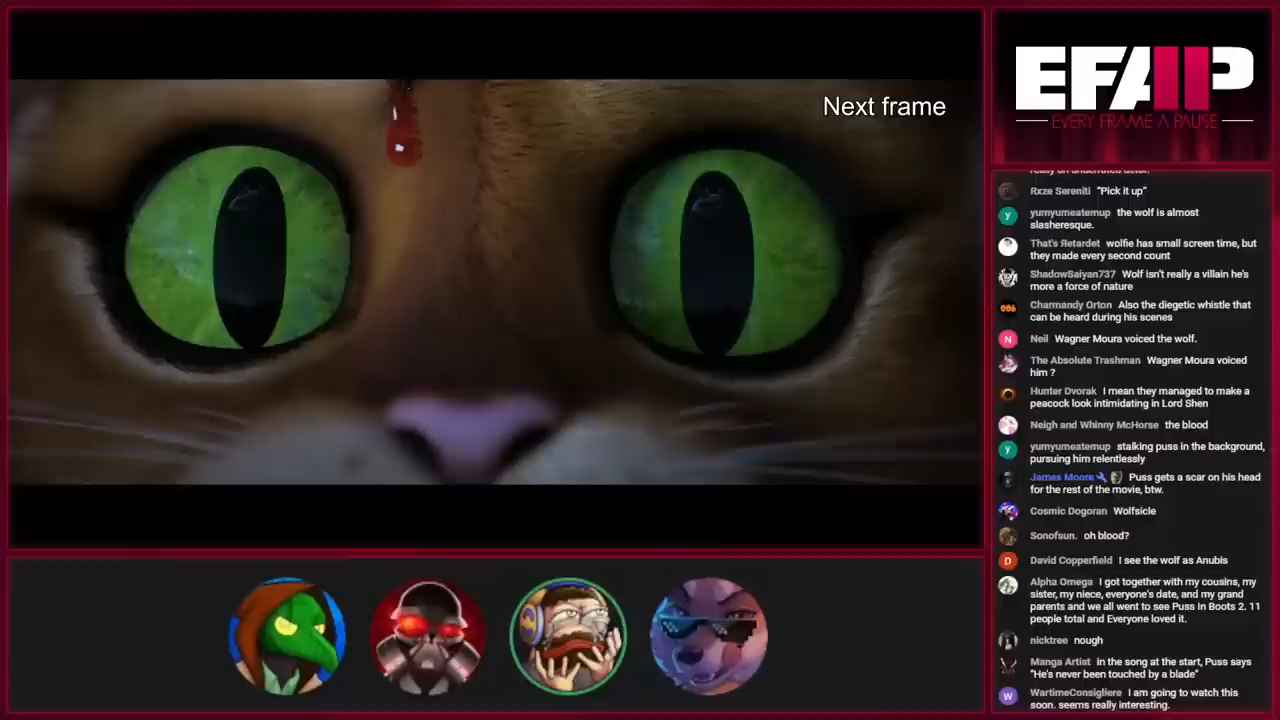 Next frame
EFAP
EVERY FRAME A PAUSE
really an underrated actor.
Rxze Sereniti "Pick it up"
yumyumeatemup the wolf is almost
slasheresque.
That's Retardet wolfie has small screen time, but
they made every second count
ShadowSaiyan737 Wolf isn't really a villain he's
more a force of nature
Charmandy Orton Also the diegetic whistle that
can be heard during his scenes
N
Neil Wagner Moura voiced the wolf.
The Absolute Trashman Wagner Moura voiced
him ?
Hunter Dvorak I mean they managed to make a
peacock look intimidating in Lord Shen
Neigh and Whinny McHorse the blood
y
yumyumeatemup stalking puss in the background,
pursuing him relentlessly
James Moore Puss gets a scar on his head
for the rest of the movie, btw.
Cosmic Dogoran Wolfsicle
Sonofsun. oh blood?
D
David Copperfield I see the wolf as Anubis
Alpha Omega I got together with my cousins, my
sister, my niece, everyone's date, and my grand
parents and we all went to see Puss in Boots 2. 11
people total and Everyone loved it.
nicktree nough
Manga Artist in the song at the start, Puss says
"He's never been touched by a blade"
W
WartimeConsigliere I am going to watch this
soon. seems really interesting.